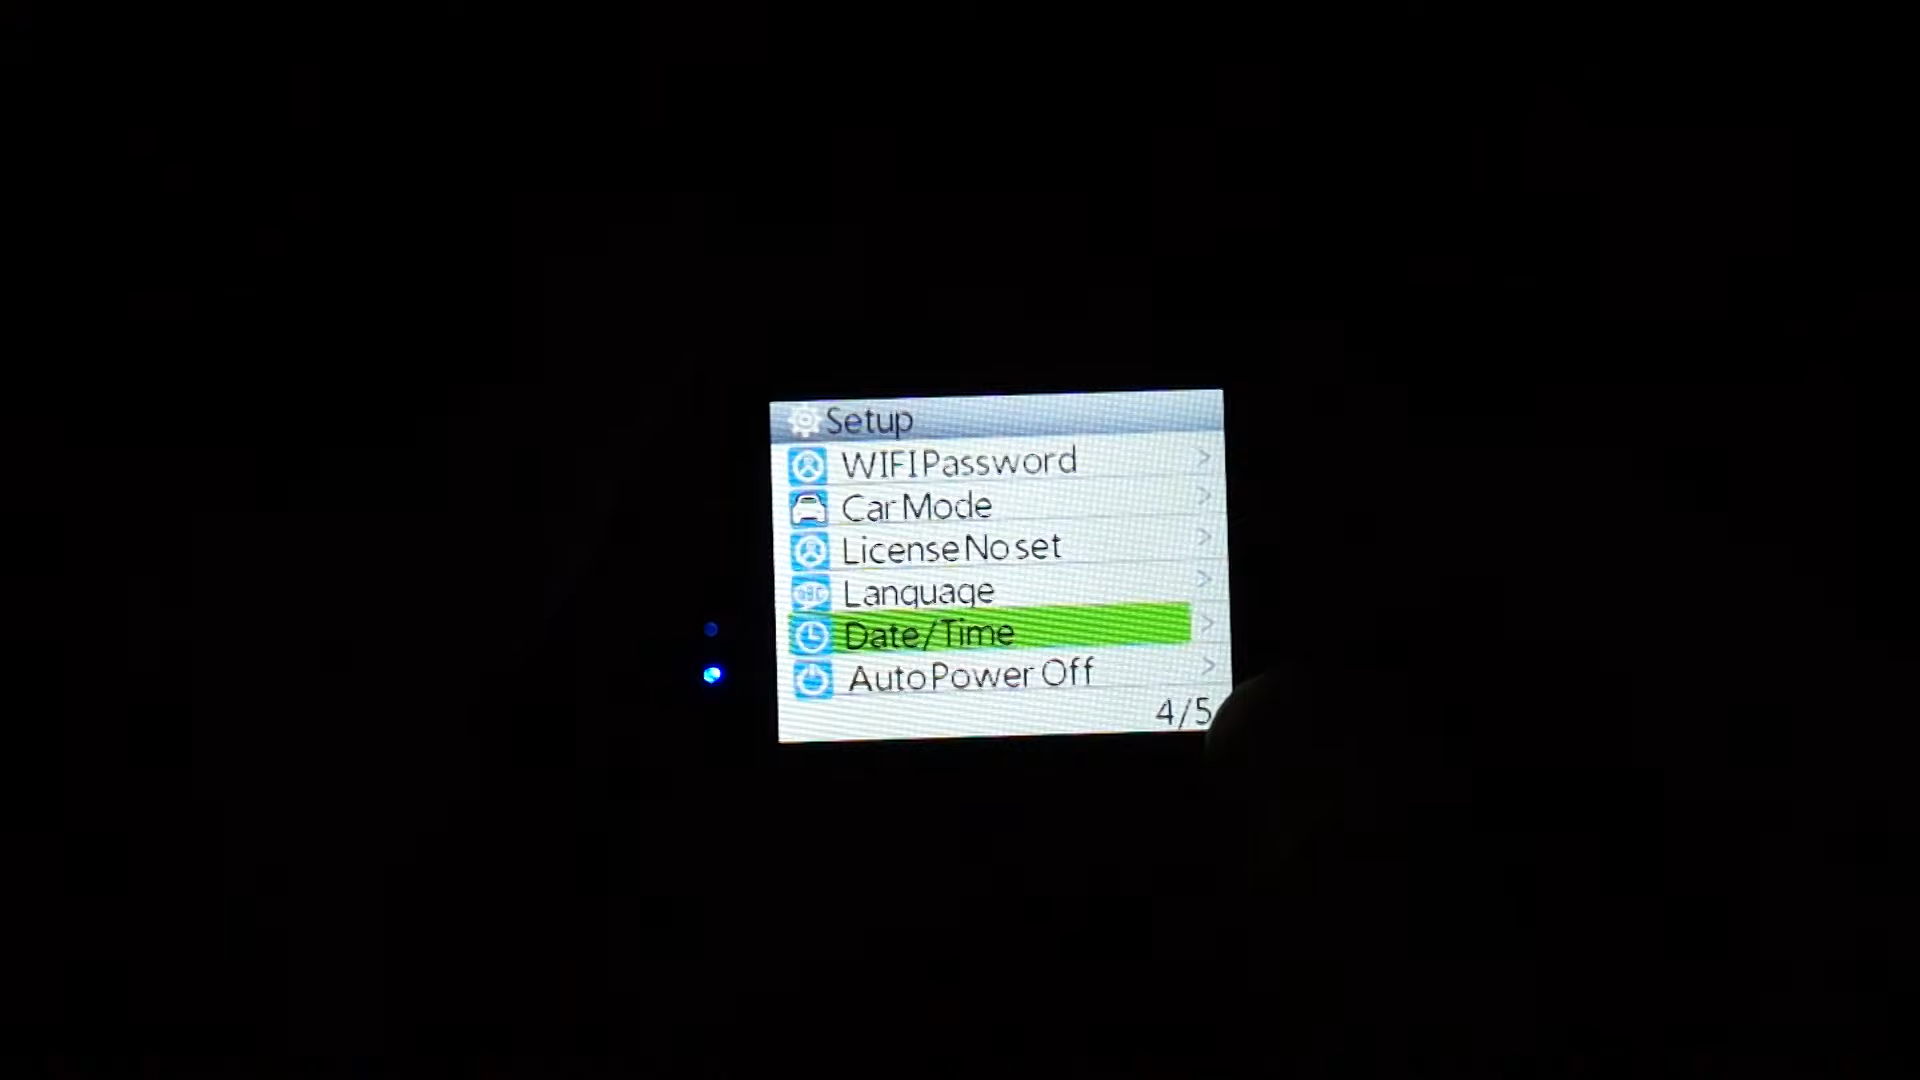 Setup
WIFI Password
Car Mode
License No set
Language
Date/Time
Auto Power Off
4/5